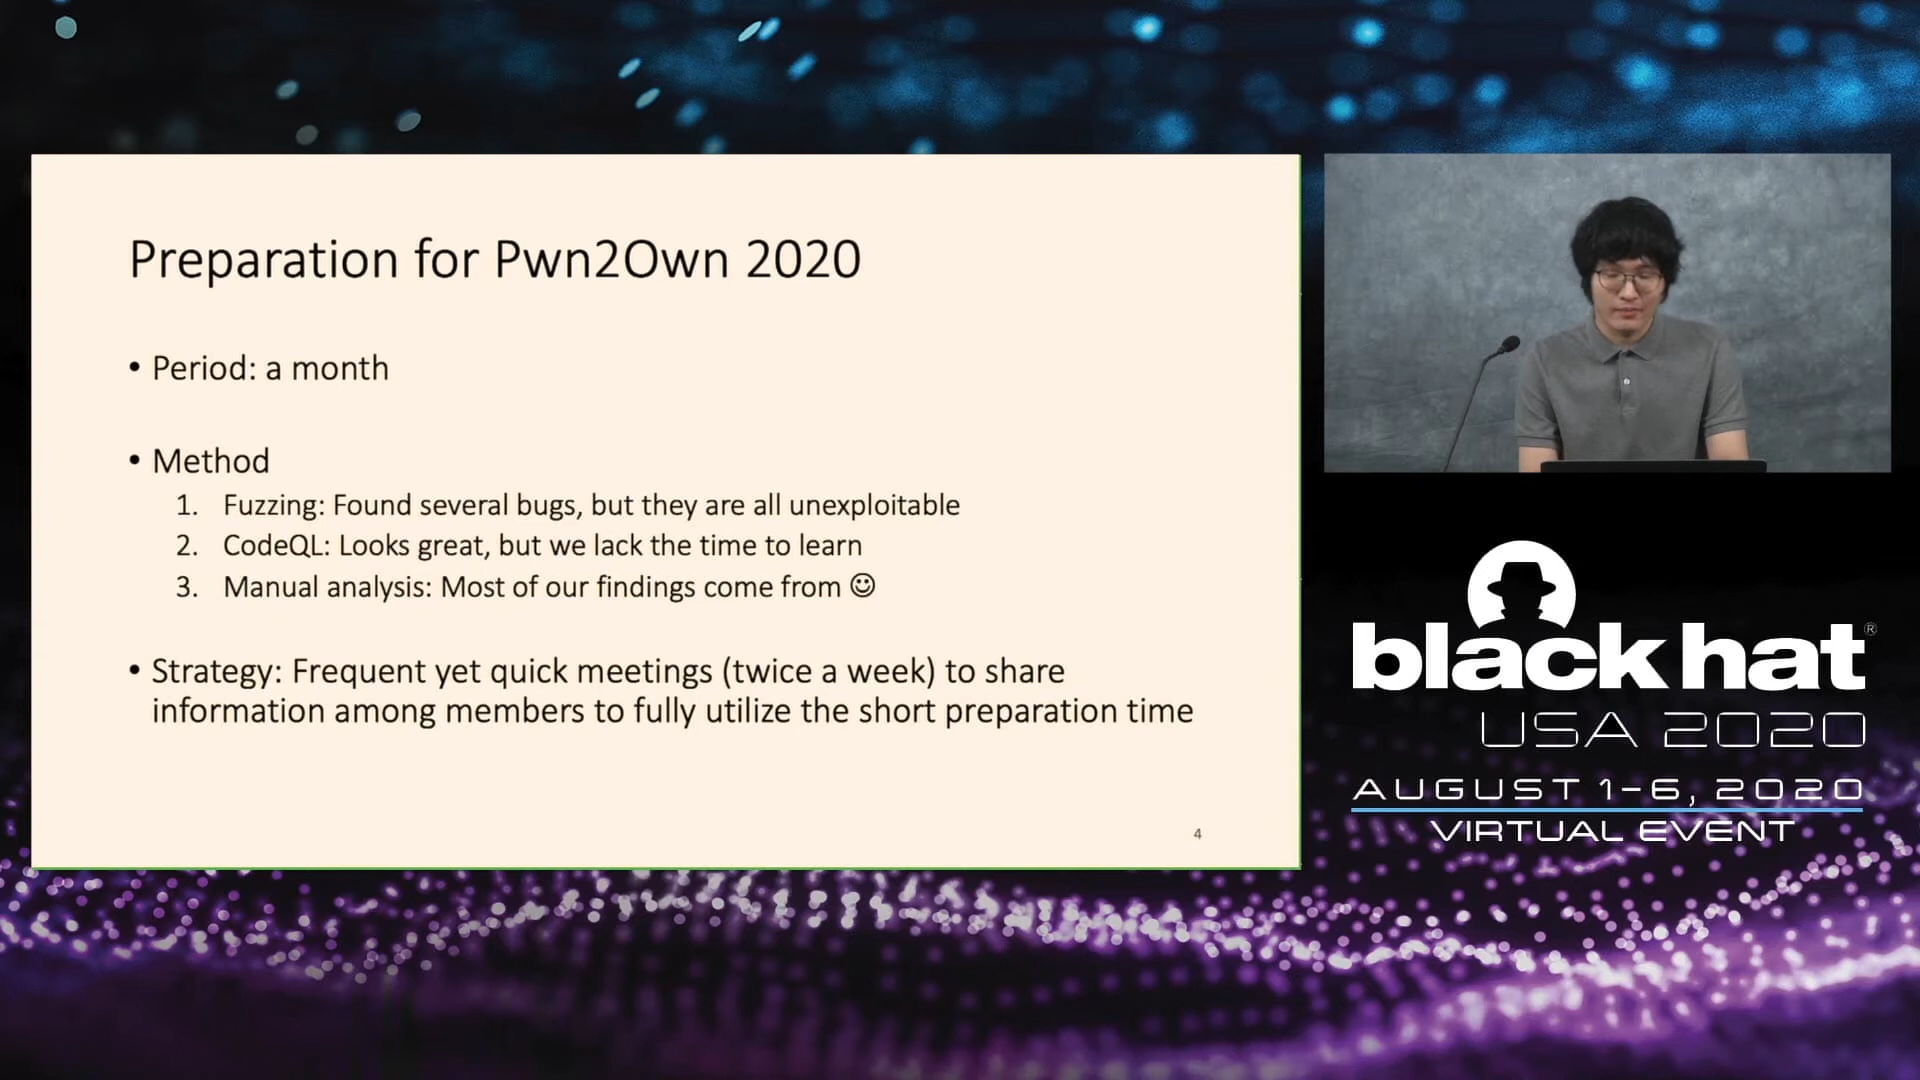 Preparation for Pwn2Own 2020
• Period: a month
• Method
1. Fuzzing: Found several bugs, but they are all unexploitable
2. CodeQL: Looks great, but we lack the time to learn
3. Manual analysis: Most of our findings come from ☺
• Strategy: Frequent yet quick meetings (twice a week) to share
information among members to fully utilize the short preparation time
4
black hat®
USA 2020
AUGUST 1-6, 2020
VIRTUAL EVENT